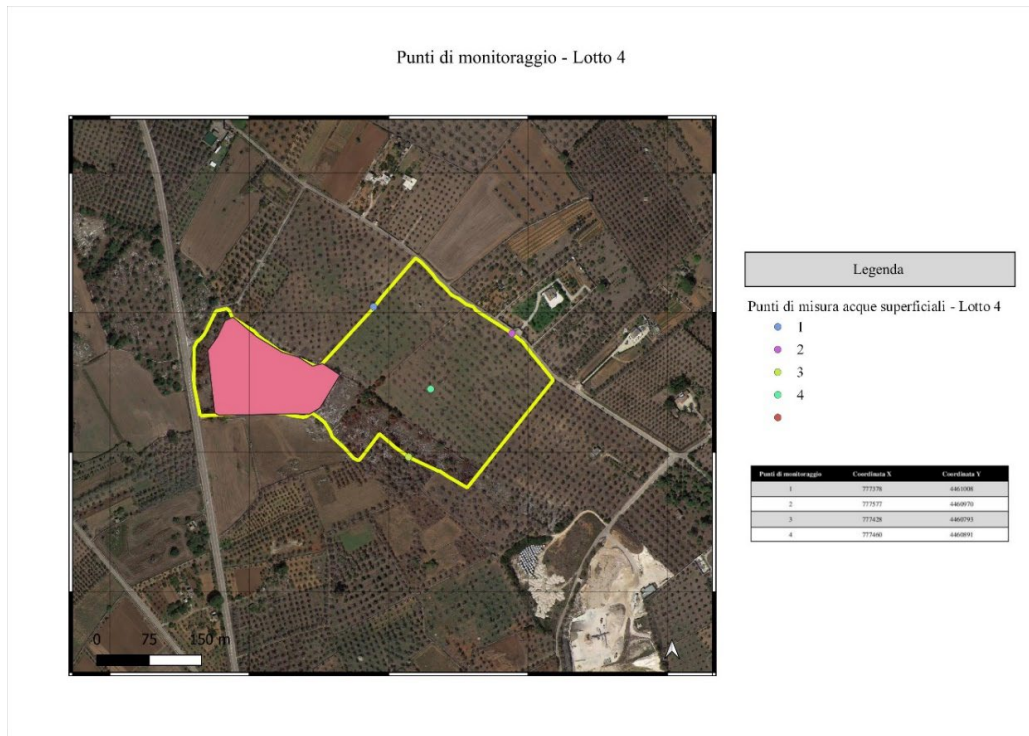 Punti di monitoraggio - Lotto 4
0 75 150 m
Legenda
Punti di misura acque superficiali - Lotto 4
1
2
3
4
Punti di monitoraggio Coordinata X Coordinata Y
1 777378 4461008
2 777577 4460970
3 777428 4460793
4 777460 4460891